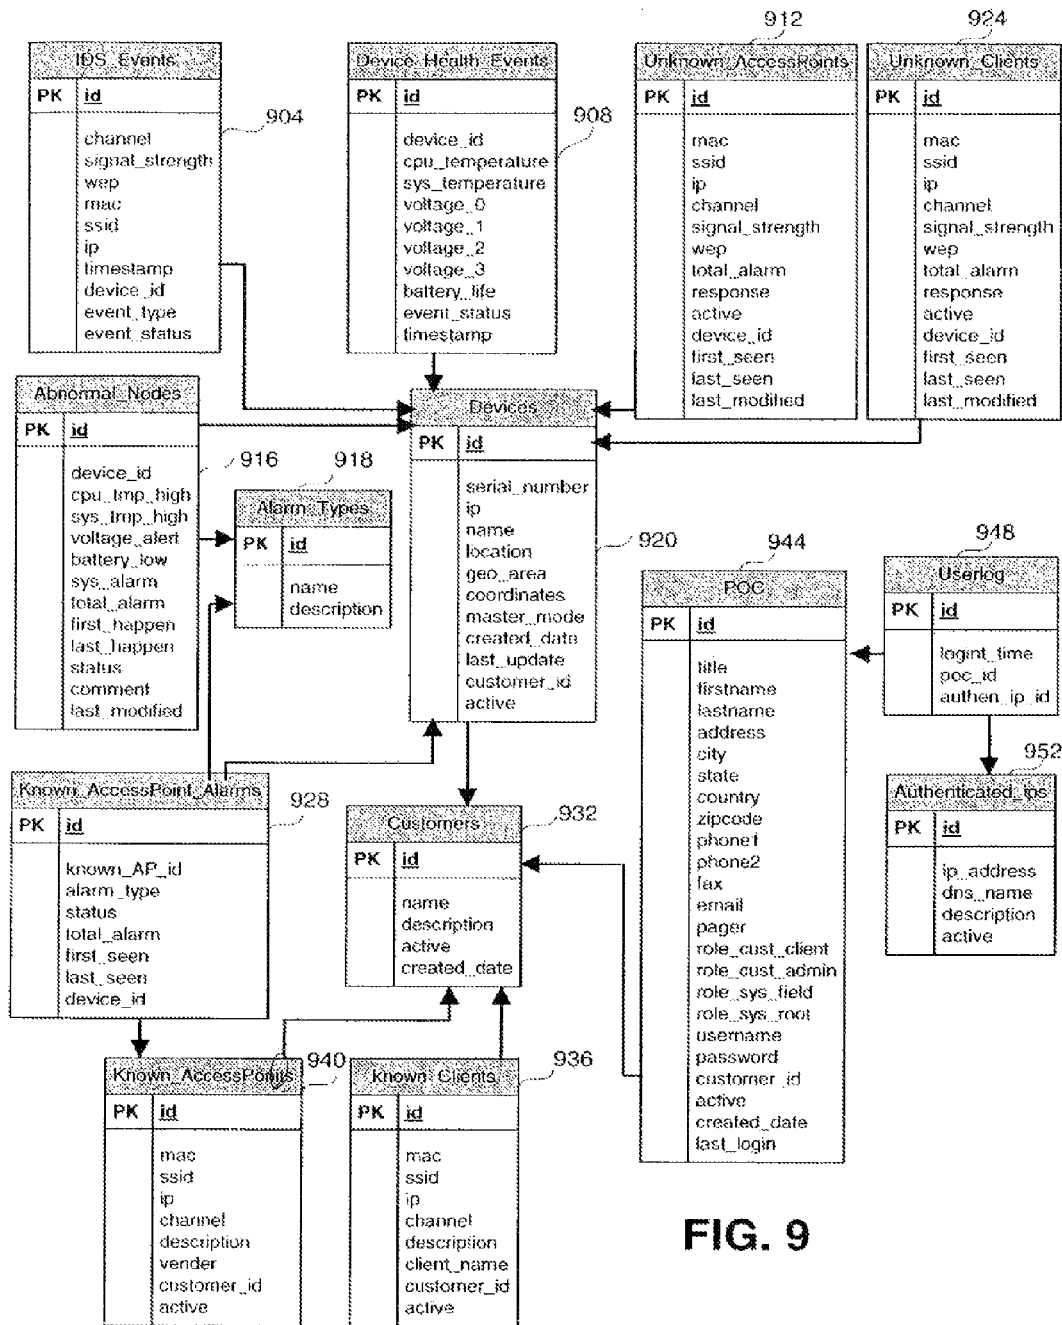 IDS_Events
PK id
channel
signal_strength
wep
mac
ssid
ip
timestamp
device_id
event_type
event_status
904
Device_Health_Events
PK id
device_id
cpu_temperature
sys_temperature
voltage_0
voltage_1
voltage_2
voltage_3
battery_life
event_status
timestamp
908
912
Unknown_AccessPoints
PK id
mac
ssid
ip
channel
signal_strength
wep
total_alarm
response
active
device_id
first_seen
last_seen
last_modified
924
Unknown_Clients
PK id
mac
ssid
ip
channel
signal_strength
wep
total_alarm
response
active
device_id
first_seen
last_seen
last_modified
Abnormal_Nodes
PK id
device_id
cpu_tmp_high
sys_tmp_high
voltage_alert
battery_low
sys_alarm
total_alarm
first_happen
last_happen
status
comment
last_modified
916
918
Alarm_Types
PK id
name
description
Devices
PK id
serial_number
ip
name
location
geo_area
coordinates
master_mode
created_date
last_update
customer_id
active
920
944
POC
PK id
title
firstname
lastname
address
city
state
country
zipcode
phone1
phone2
fax
email
pager
role_cust_client
role_cust_admin
role_sys_field
role_sys_root
username
password
customer_id
active
created_date
last_login
948
Userlog
PK id
logint_time
poc_id
authen_ip_id
952
Authenticated_ips
PK id
ip_address
dns_name
description
active
Known_AccessPoint_Alarms
PK id
known_AP_id
alarm_type
status
total_alarm
first_seen
last_seen
device_id
928
Customers
PK id
name
description
active
created_date
932
Known_AccessPoints
PK id
mac
ssid
ip
channel
description
vender
customer_id
active
940
Known_Clients
PK id
mac
ssid
ip
channel
description
client_name
customer_id
active
936
FIG. 9